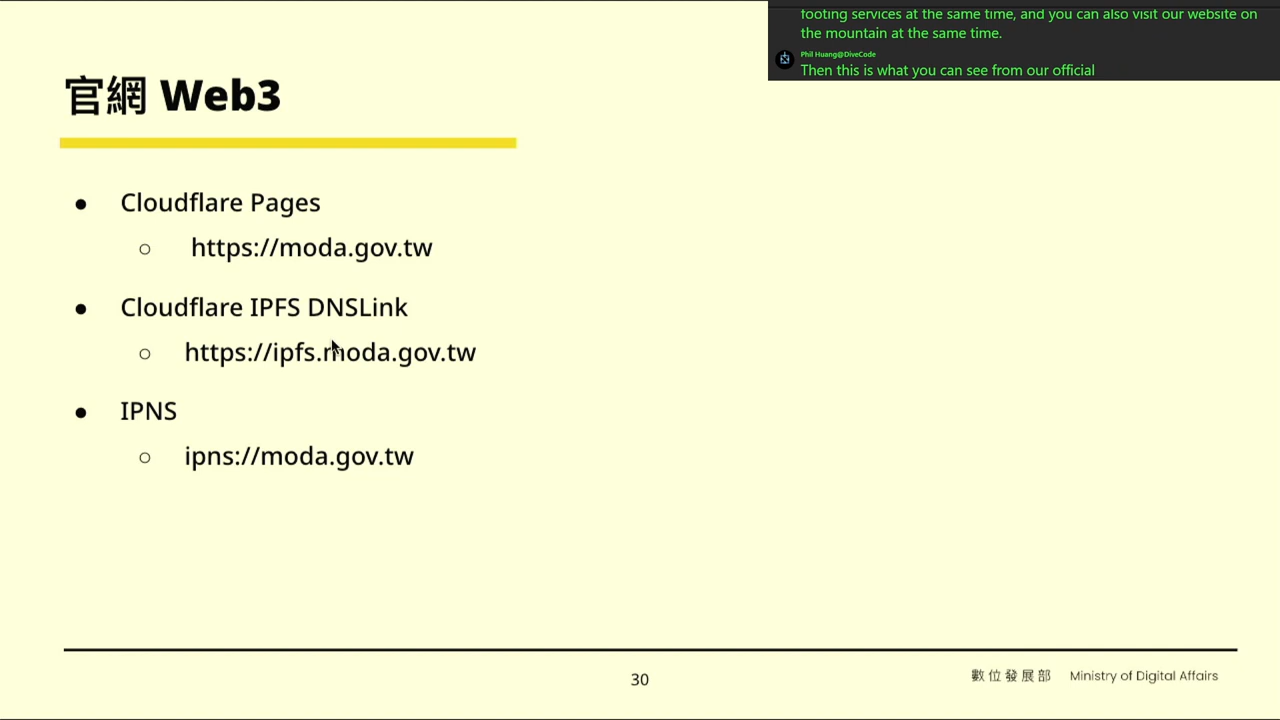 footing services at the same time, and you can also visit our website on
the mountain at the same time.
Phil Huang@DiveCode
Then this is what you can see from our official
官網 Web3
● Cloudflare Pages
○ https://moda.gov.tw
● Cloudflare IPFS DNSLink
○ https://ipfs.moda.gov.tw
● IPNS
○ ipns://moda.gov.tw
30
數位發展部 Ministry of Digital Affairs